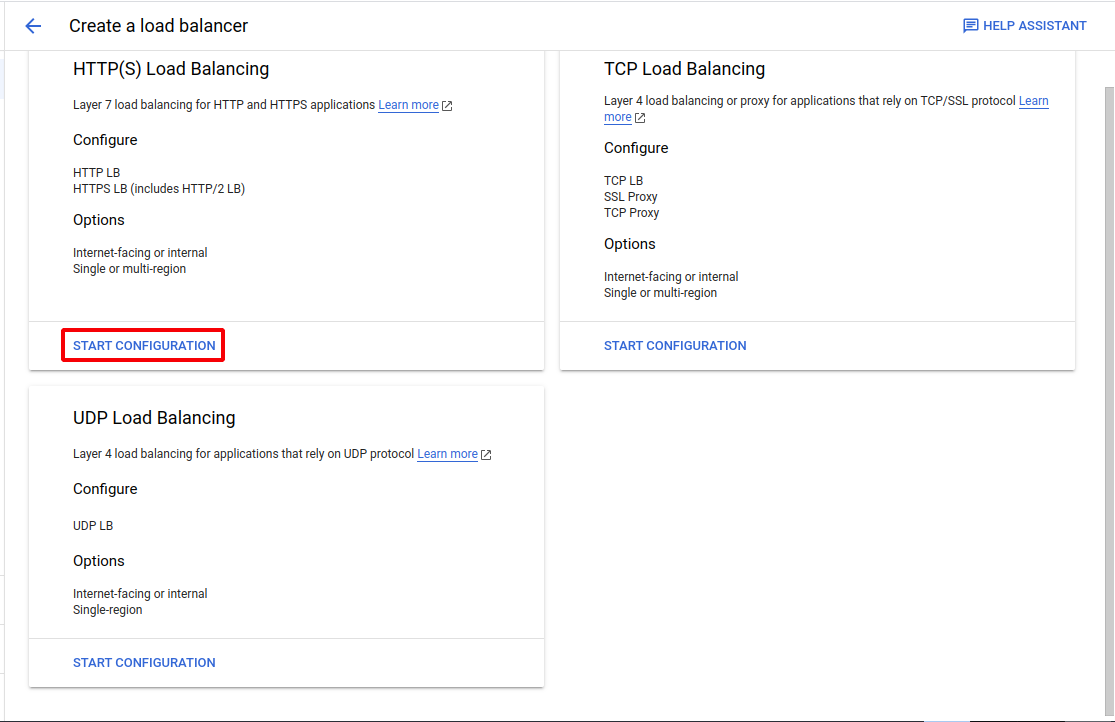 Create a load balancer
HELP ASSISTANT
HTTP(S) Load Balancing
Layer 7 load balancing for HTTP and HTTPS applications Learn more
Configure
HTTP LB
HTTPS LB (includes HTTP/2 LB)
Options
Internet-facing or internal
Single or multi-region
START CONFIGURATION
TCP Load Balancing
Layer 4 load balancing or proxy for applications that rely on TCP/SSL protocol Learn
more
Configure
TCP LB
SSL Proxy
TCP Proxy
Options
Internet-facing or internal
Single or multi-region
START CONFIGURATION
UDP Load Balancing
Layer 4 load balancing for applications that rely on UDP protocol Learn more
Configure
UDP LB
Options
Internet-facing or internal
Single-region
START CONFIGURATION